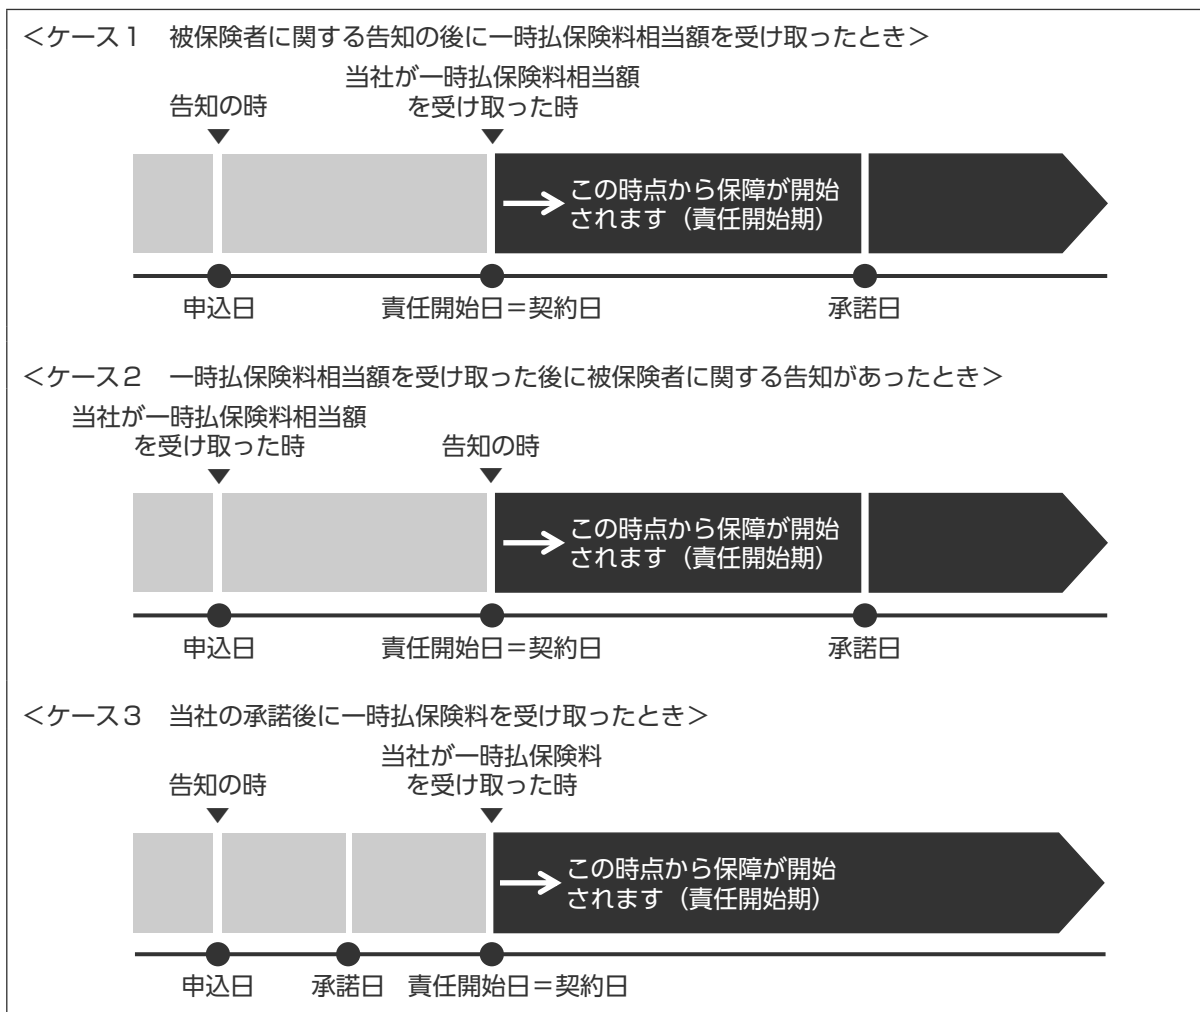 ＜ケース1　被保険者に関する告知の後に一時払保険料相当額を受け取ったとき＞
当社が一時払保険料相当額
を受け取った時
告知の時
この時点から保障が開始
されます（責任開始期）
申込日
責任開始日＝契約日
承諾日
＜ケース2　一時払保険料相当額を受け取った後に被保険者に関する告知があったとき＞
当社が一時払保険料相当額
を受け取った時
告知の時
この時点から保障が開始
されます（責任開始期）
申込日
責任開始日＝契約日
承諾日
＜ケース3　当社の承諾後に一時払保険料を受け取ったとき＞
告知の時
当社が一時払保険料
を受け取った時
この時点から保障が開始
されます（責任開始期）
申込日
承諾日
責任開始日＝契約日